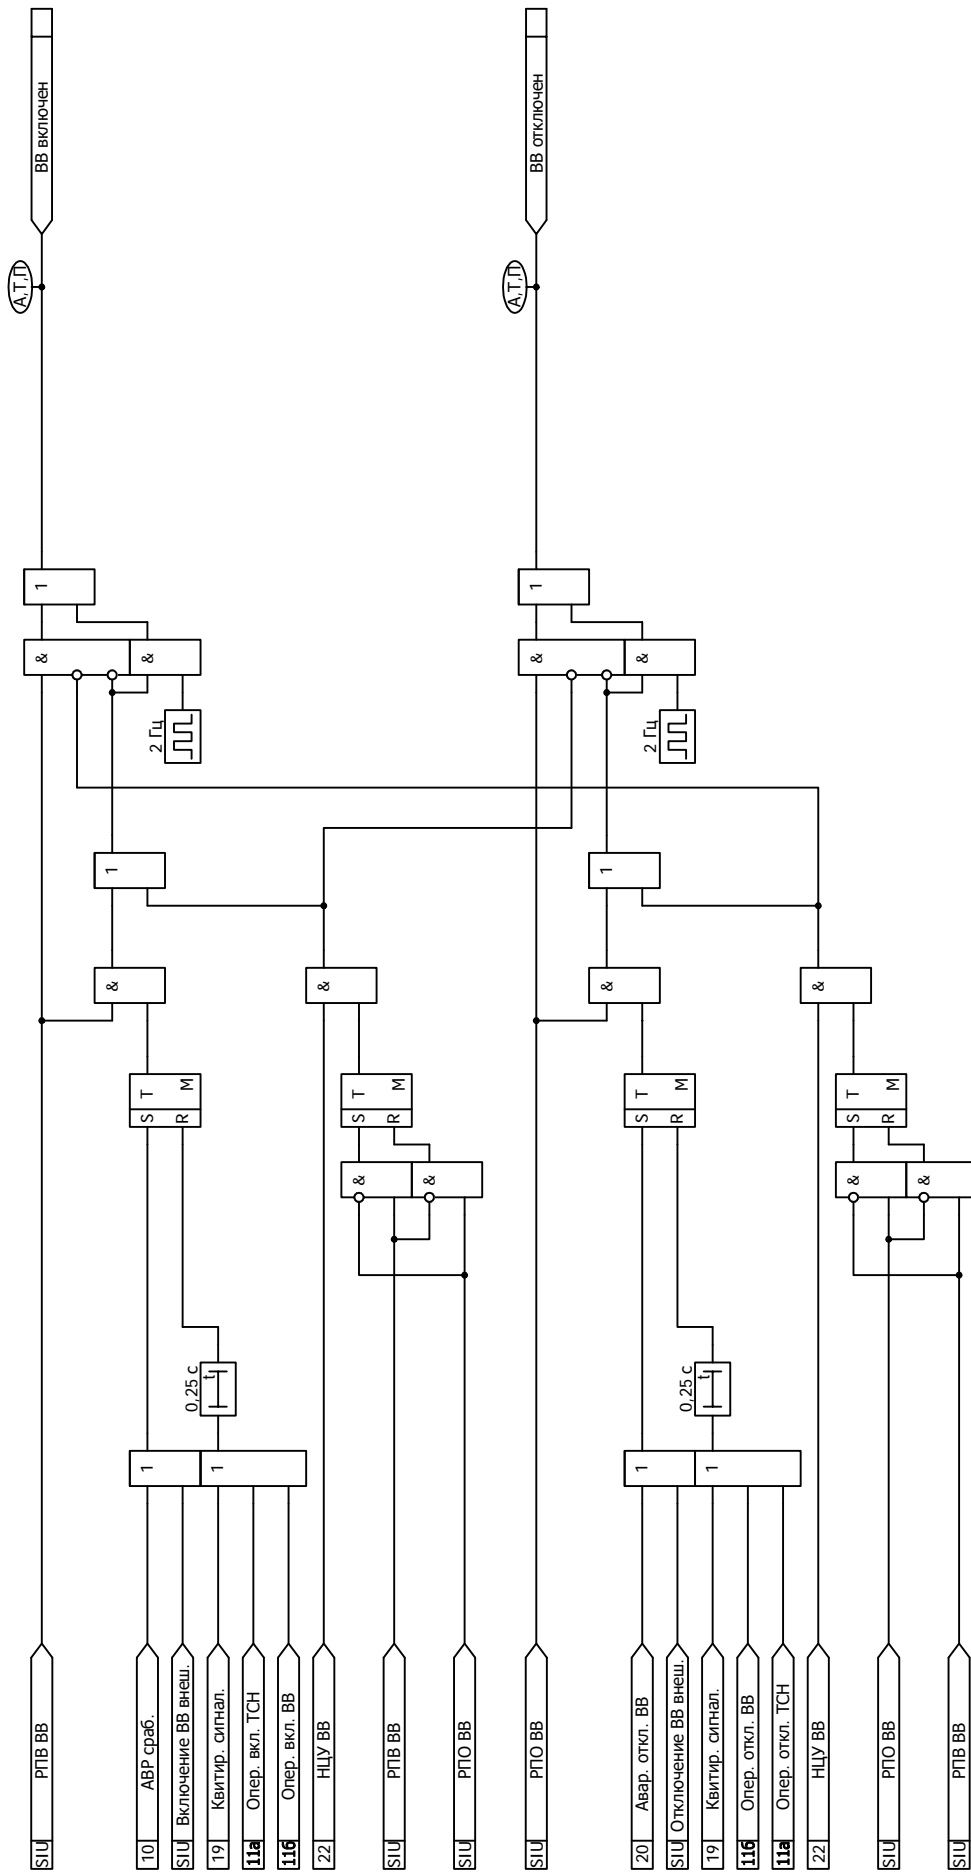 SIU РПВ ВВ
10 АВР сраб.
SIU Включение ВВ внеш.
19 Квитир. сигнал.
11а Опер. вкл. ТСН
11б Опер. вкл. ВВ
22 НЦУ ВВ
SIU РПВ ВВ
SIU РПО ВВ
1
1
0,25 с
t
&
&
S T
R M
S T
R M
&
&
1
2 Гц
&
&
1
А,Т,П
ВВ включен
SIU РПО ВВ
20 Авар. откл. ВВ
SIU Отключение ВВ внеш.
19 Квитир. сигнал.
11б Опер. откл. ВВ
11а Опер. откл. ТСН
22 НЦУ ВВ
SIU РПО ВВ
SIU РПВ ВВ
1
1
0,25 с
t
&
&
S T
R M
S T
R M
&
&
1
2 Гц
&
&
1
А,Т,П
ВВ отключен